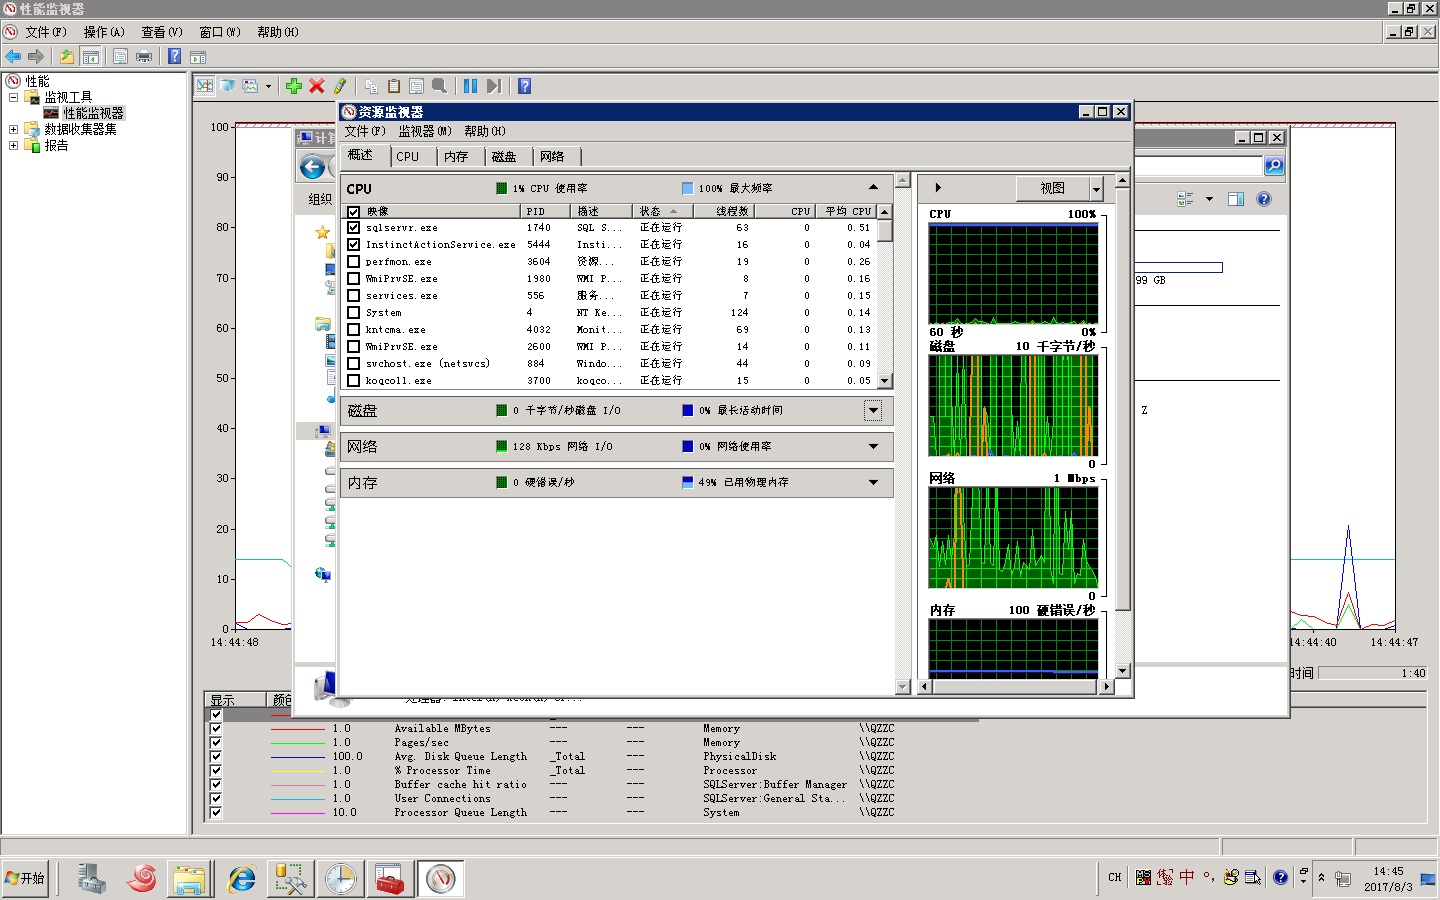 性能监视器
文件(F) 操作(A) 查看(V) 窗口(W) 帮助(H)
性能
监视工具
性能监视器
数据收集器集
报告
100
90
80
70
60
50
40
30
20
10
0
14:44:48
14:44:40 14:44:47
时间 1:40
组织
99 GB
Z
资源监视器
文件(F) 监视器(M) 帮助(H)
概述 CPU 内存 磁盘 网络
CPU 1% CPU 使用率 100% 最大频率
映像 PID 描述 状态 线程数 CPU 平均 CPU
sqlservr.exe 1740 SQL S... 正在运行 63 0 0.51
InstinctActionService.exe 5444 Insti... 正在运行 16 0 0.04
perfmon.exe 3604 资源... 正在运行 19 0 0.26
WmiPrvSE.exe 1980 WMI P... 正在运行 8 0 0.16
services.exe 556 服务... 正在运行 7 0 0.15
System 4 NT Ke... 正在运行 124 0 0.14
kntcma.exe 4032 Monit... 正在运行 69 0 0.13
WmiPrvSE.exe 2600 WMI P... 正在运行 14 0 0.11
svchost.exe (netsvcs) 884 Windo... 正在运行 44 0 0.09
koqcoll.exe 3700 koqco... 正在运行 15 0 0.05
磁盘 0 千字节/秒磁盘 I/O 0% 最长活动时间
网络 128 Kbps 网络 I/O 0% 网络使用率
内存 0 硬错误/秒 49% 已用物理内存
视图
CPU 100%
60 秒 0%
磁盘 10 千字节/秒
0
网络 1 Mbps
0
内存 100 硬错误/秒
显示
1.0 Available MBytes --- --- Memory \\QZZC
1.0 Pages/sec --- --- Memory \\QZZC
100.0 Avg. Disk Queue Length _Total --- PhysicalDisk \\QZZC
1.0 % Processor Time _Total --- Processor \\QZZC
1.0 Buffer cache hit ratio --- --- SQLServer:Buffer Manager \\QZZC
1.0 User Connections --- --- SQLServer:General Sta... \\QZZC
10.0 Processor Queue Length --- --- System \\QZZC
开始
CH
中
14:45
2017/8/3